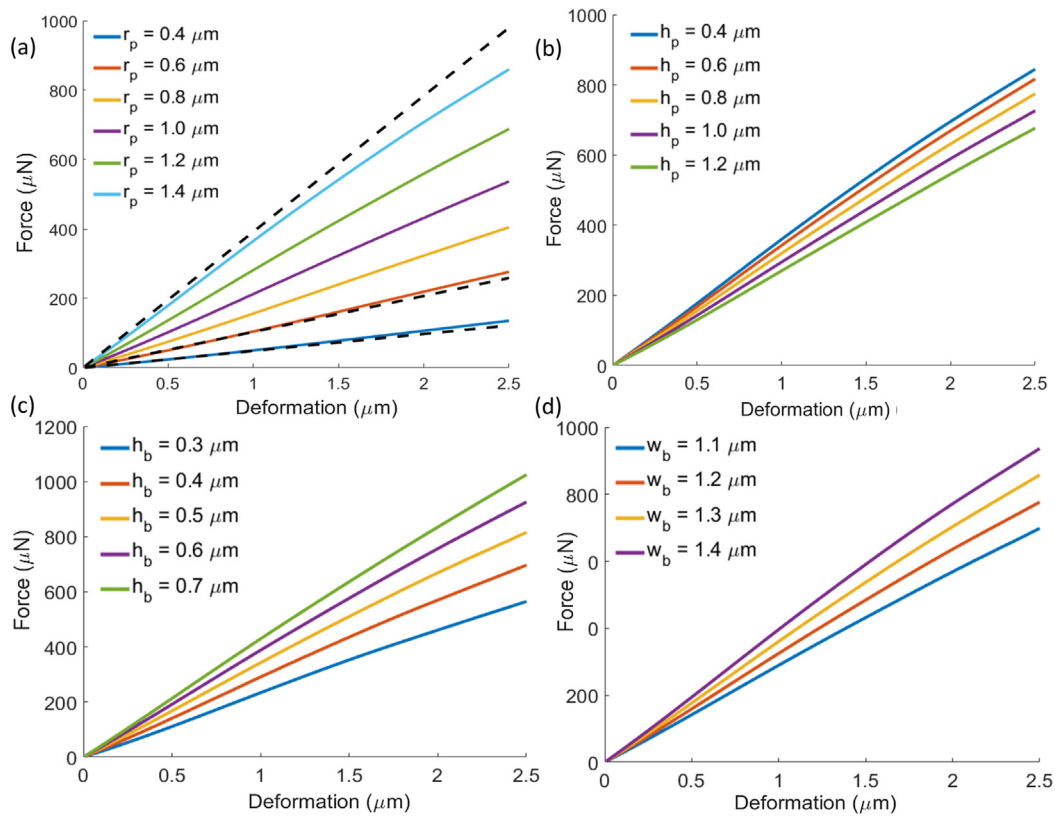 (a)
1000
800
600
400
200
0
Force (μN)
r_p = 0.4 μm
r_p = 0.6 μm
r_p = 0.8 μm
r_p = 1.0 μm
r_p = 1.2 μm
r_p = 1.4 μm
0 0.5 1 1.5 2 2.5
Deformation (μm)
(b)
1000
800
600
400
200
0
Force (μN)
h_p = 0.4 μm
h_p = 0.6 μm
h_p = 0.8 μm
h_p = 1.0 μm
h_p = 1.2 μm
0 0.5 1 1.5 2 2.5
Deformation (μm)
(c)
1200
1000
800
600
400
200
0
Force (μN)
h_b = 0.3 μm
h_b = 0.4 μm
h_b = 0.5 μm
h_b = 0.6 μm
h_b = 0.7 μm
0 0.5 1 1.5 2 2.5
Deformation (μm)
(d)
1000
800
0
0
200
0
Force (μN)
w_b = 1.1 μm
w_b = 1.2 μm
w_b = 1.3 μm
w_b = 1.4 μm
0 0.5 1 1.5 2 2.5
Deformation (μm)